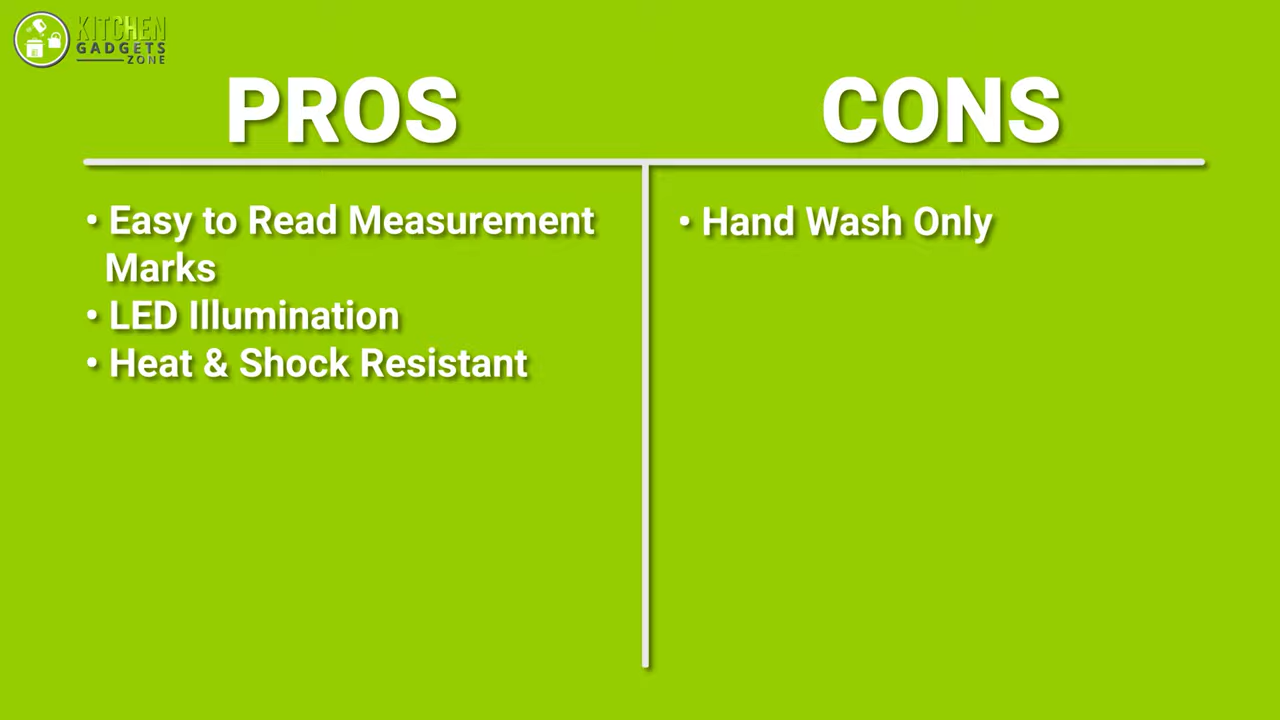 KITCHEN
GADGETS
ZONE
PROS
CONS
• Easy to Read Measurement
Marks
• LED Illumination
• Heat & Shock Resistant
• Hand Wash Only